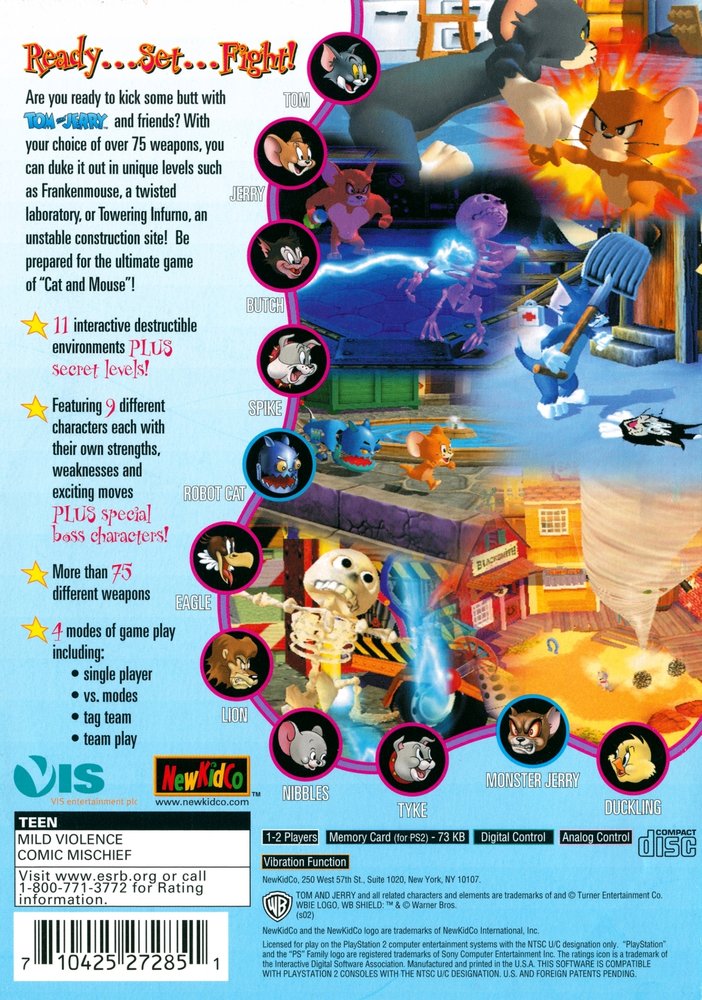 Ready...Set...Fight!
Are you ready to kick some butt with
TOM and JERRY™ and friends? With
your choice of over 75 weapons, you
can duke it out in unique levels such
as Frankenmouse, a twisted
laboratory, or Towering Infurno, an
unstable construction site! Be
prepared for the ultimate game
of "Cat and Mouse"!
11 interactive destructible
environments PLUS
secret levels!
Featuring 9 different
characters each with
their own strengths,
weaknesses and
exciting moves
PLUS special
boss characters!
More than 75
different weapons
4 modes of game play
including:
• single player
• vs. modes
• tag team
• team play
TOM
JERRY
BUTCH
SPIKE
ROBOT CAT
EAGLE
LION
NIBBLES
TYKE
MONSTER JERRY
DUCKLING
BLACKSMITH
VIS
VIS entertainment plc
NewKidCo™
www.newkidco.com
TEEN
MILD VIOLENCE
COMIC MISCHIEF
Visit www.esrb.org or call
1-800-771-3772 for Rating
information.
7 10425 27285 1
1-2 Players Memory Card (for PS2) - 73 KB Digital Control Analog Control
Vibration Function
COMPACT
disc
NewKidCo, 250 West 57th St., Suite 1020, New York, NY 10107.
WB
TOM AND JERRY and all related characters and elements are trademarks of and © Turner Entertainment Co.
WBIE LOGO, WB SHIELD: ™ & © Warner Bros.
(s02)
NewKidCo and the NewKidCo logo are trademarks of NewKidCo International, Inc.
Licensed for play on the PlayStation 2 computer entertainment systems with the NTSC U/C designation only. "PlayStation"
and the "PS" Family logo are registered trademarks of Sony Computer Entertainment Inc. The ratings icon is a trademark of
the Interactive Digital Software Association. Manufactured and printed in the U.S.A. THIS SOFTWARE IS COMPATIBLE
WITH PLAYSTATION 2 CONSOLES WITH THE NTSC U/C DESIGNATION. U.S. AND FOREIGN PATENTS PENDING.